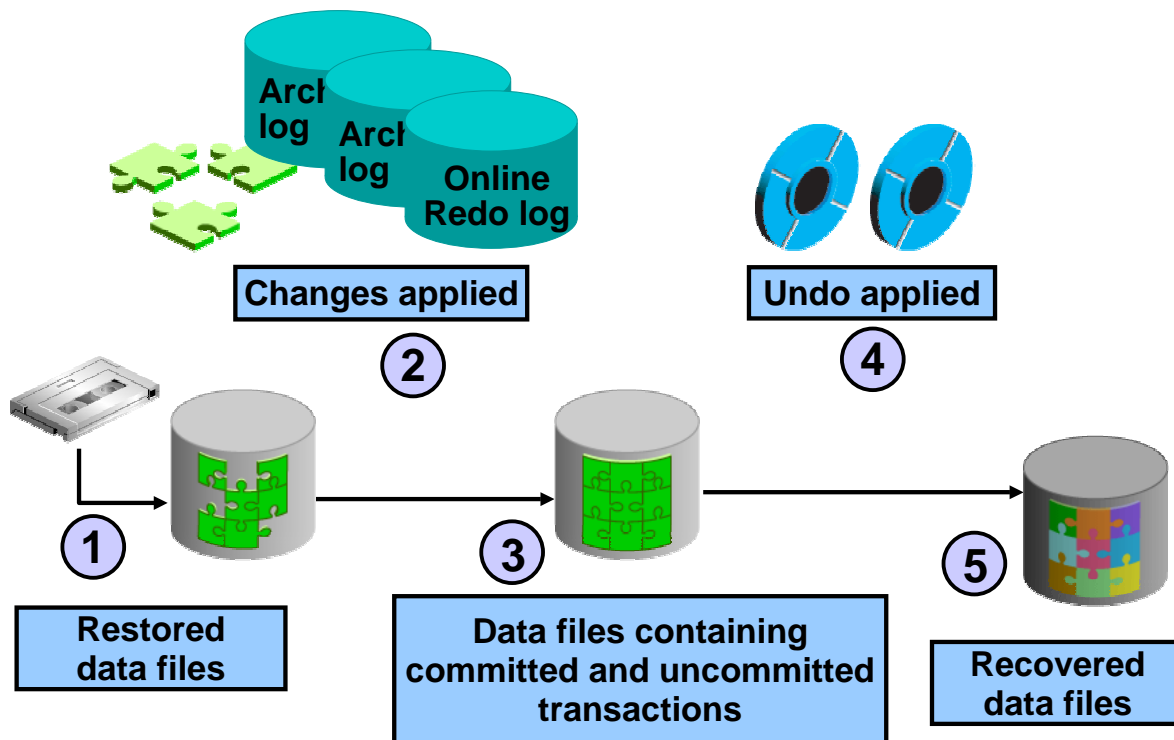 Arch
log
Arch
log
Online
Redo log
Changes applied
2
Undo applied
4
1
Restored
data files
3
Data files containing
committed and uncommitted
transactions
5
Recovered
data files